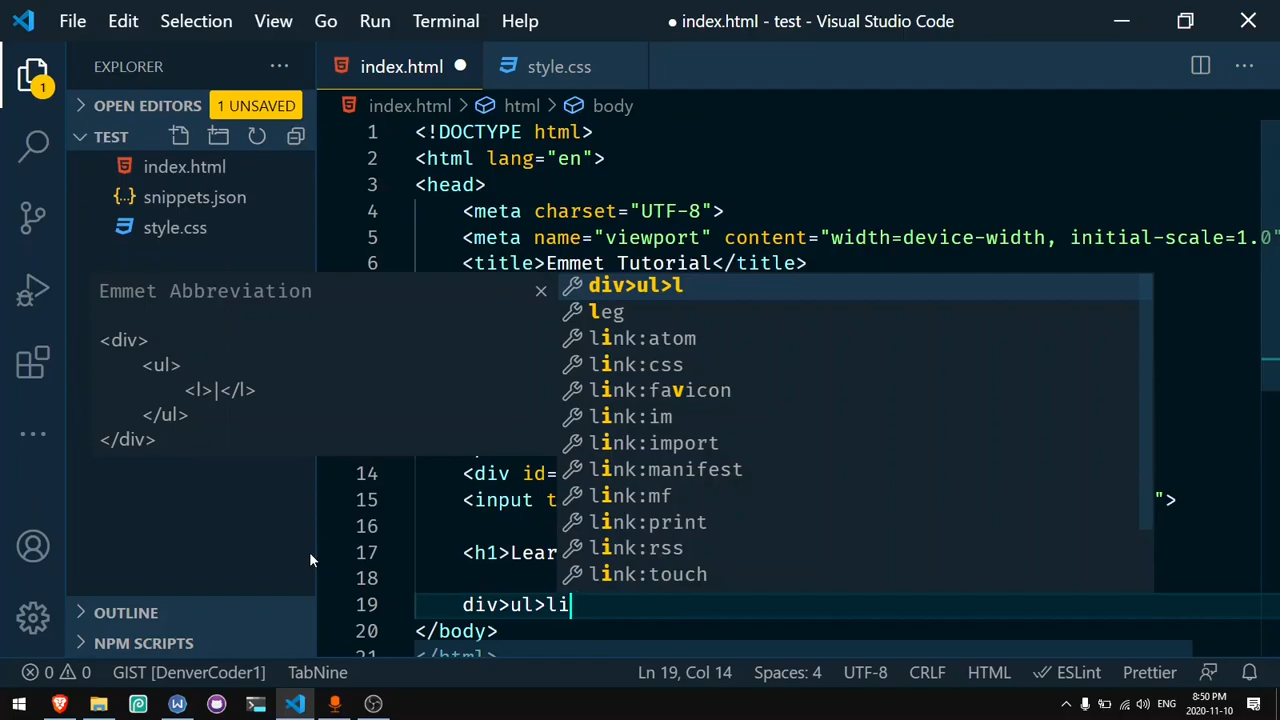 File Edit Selection View Go Run Terminal Help ● index.html - test - Visual Studio Code
1
EXPLORER
index.html
style.css
OPEN EDITORS 1 UNSAVED
index.html > html > body
TEST
index.html
snippets.json
style.css
1 <!DOCTYPE html>
2 <html lang="en">
3 <head>
4 <meta charset="UTF-8">
5 <meta name="viewport" content="width=device-width, initial-scale=1.0"
6 <title>Emmet Tutorial</title>
Emmet Abbreviation ×
<div>
<ul>
<l>|</l>
</ul>
</div>
div>ul>l
leg
link:atom
link:css
link:favicon
link:im
link:import
link:manifest
link:mf
link:print
link:rss
link:touch
14 <div id=
15 <input t ">
16
17 <h1>Lear
18
19 div>ul>li
20 </body>
21 </html>
OUTLINE
NPM SCRIPTS
0 0 GIST [DenverCoder1] TabNine Ln 19, Col 14 Spaces: 4 UTF-8 CRLF HTML ESLint Prettier
ENG 8:50 PM
2020-11-10